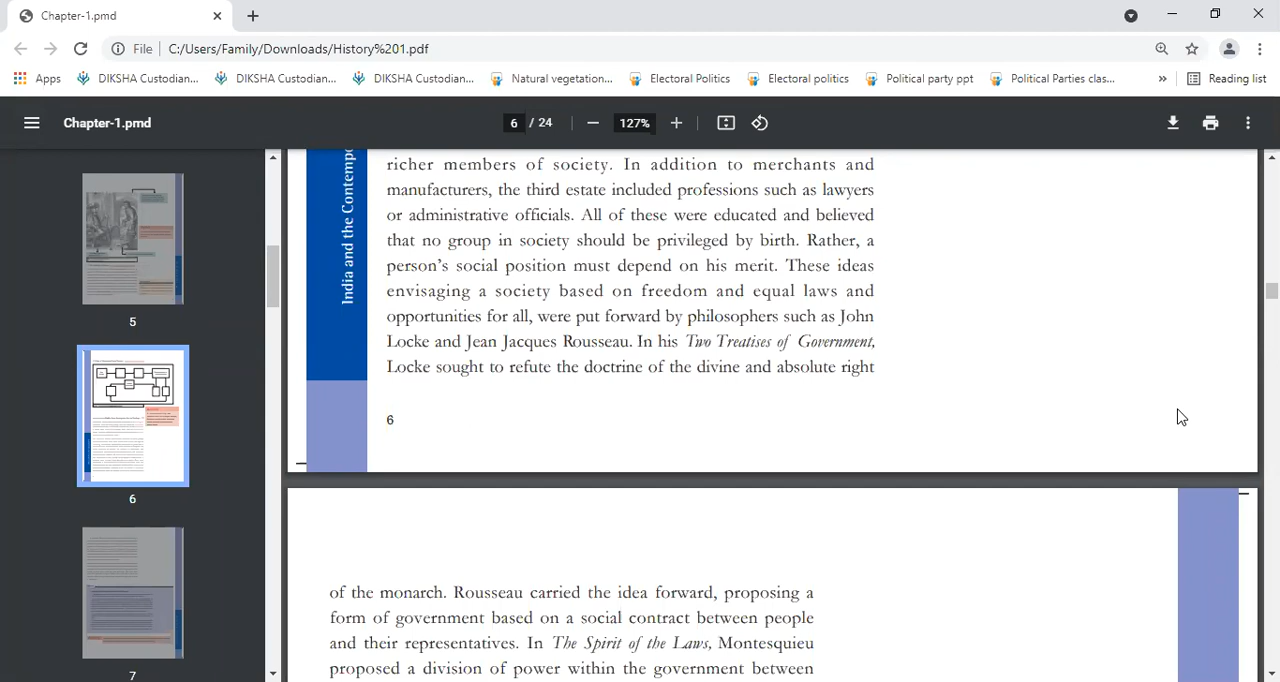 Chapter-1.pmd
File
C:/Users/Family/Downloads/History%201.pdf
Apps
DIKSHA Custodian...
DIKSHA Custodian...
DIKSHA Custodian...
Natural vegetation...
Electoral Politics
Electoral politics
Political party ppt
Political Parties clas...
»
Reading list
Chapter-1.pmd
6 / 24
127%
5
6
7
India and the Contempo
richer members of society. In addition to merchants and
manufacturers, the third estate included professions such as lawyers
or administrative officials. All of these were educated and believed
that no group in society should be privileged by birth. Rather, a
person's social position must depend on his merit. These ideas
envisaging a society based on freedom and equal laws and
opportunities for all, were put forward by philosophers such as John
Locke and Jean Jacques Rousseau. In his Two Treatises of Government,
Locke sought to refute the doctrine of the divine and absolute right
6
of the monarch. Rousseau carried the idea forward, proposing a
form of government based on a social contract between people
and their representatives. In The Spirit of the Laws, Montesquieu
proposed a division of power within the government between